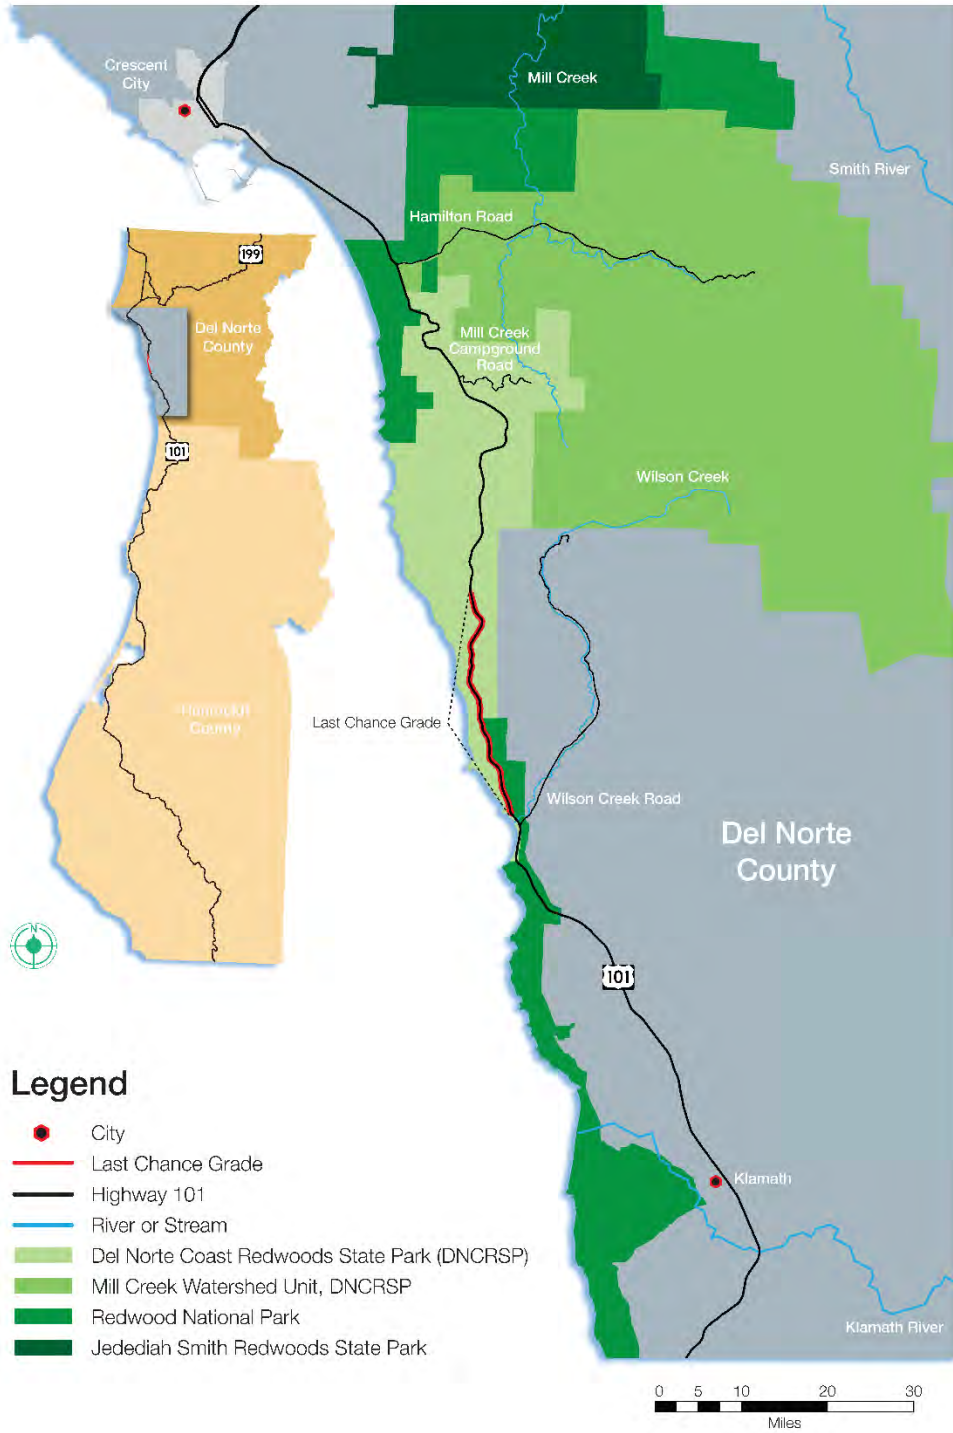 Crescent
City
Mill Creek
Smith River
Hamilton Road
199
Del Norte
County
Mill Creek
Campground
Road
101
Wilson Creek
Humboldt
County
Last Chance Grade
Wilson Creek Road
Del Norte
County
N
101
Legend
City
Last Chance Grade
Highway 101
River or Stream
Del Norte Coast Redwoods State Park (DNCRSP)
Mill Creek Watershed Unit, DNCRSP
Redwood National Park
Jedediah Smith Redwoods State Park
Klamath
Klamath River
0 5 10 20 30
Miles